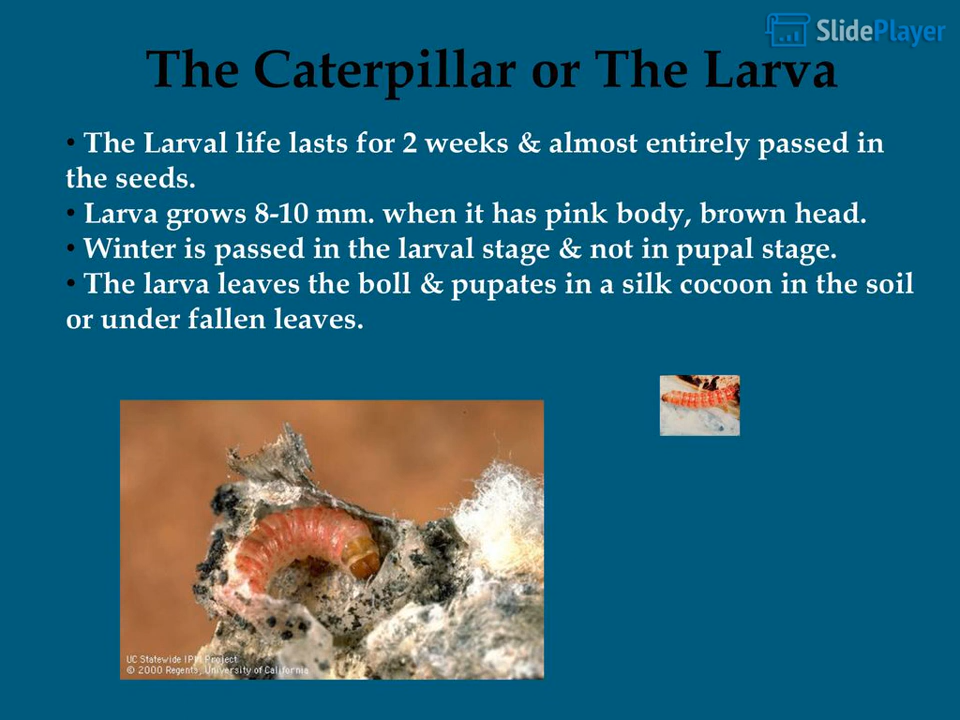 SlidePlayer
The Caterpillar or The Larva
• The Larval life lasts for 2 weeks & almost entirely passed in
the seeds.
• Larva grows 8-10 mm. when it has pink body, brown head.
• Winter is passed in the larval stage & not in pupal stage.
• The larva leaves the boll & pupates in a silk cocoon in the soil
or under fallen leaves.
UC Statewide IPM Project
© 2000 Regents, University of California